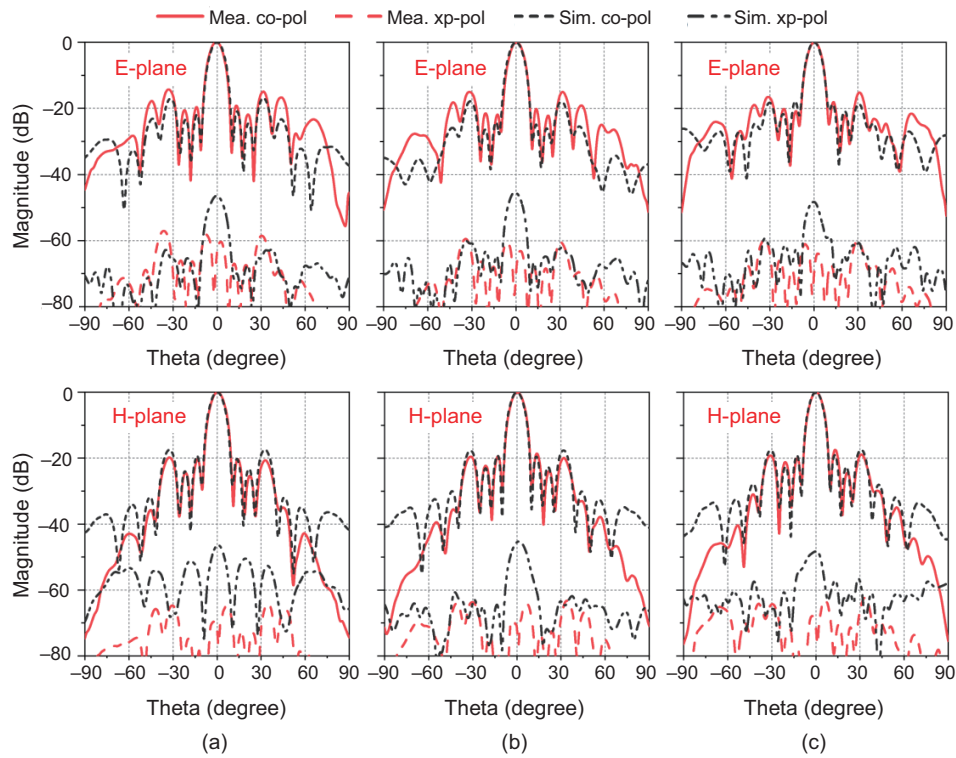 Mea. co-pol Mea. xp-pol Sim. co-pol Sim. xp-pol
Magnitude (dB)
0
−20
−40
−60
−80
E-plane
−90 −60 −30 0 30 60 90
Theta (degree)
E-plane
−90 −60 −30 0 30 60 90
Theta (degree)
E-plane
−90 −60 −30 0 30 60 90
Theta (degree)
Magnitude (dB)
0
−20
−40
−60
−80
H-plane
−90 −60 −30 0 30 60 90
Theta (degree)
(a)
H-plane
−90 −60 −30 0 30 60 90
Theta (degree)
(b)
H-plane
−90 −60 −30 0 30 60 90
Theta (degree)
(c)